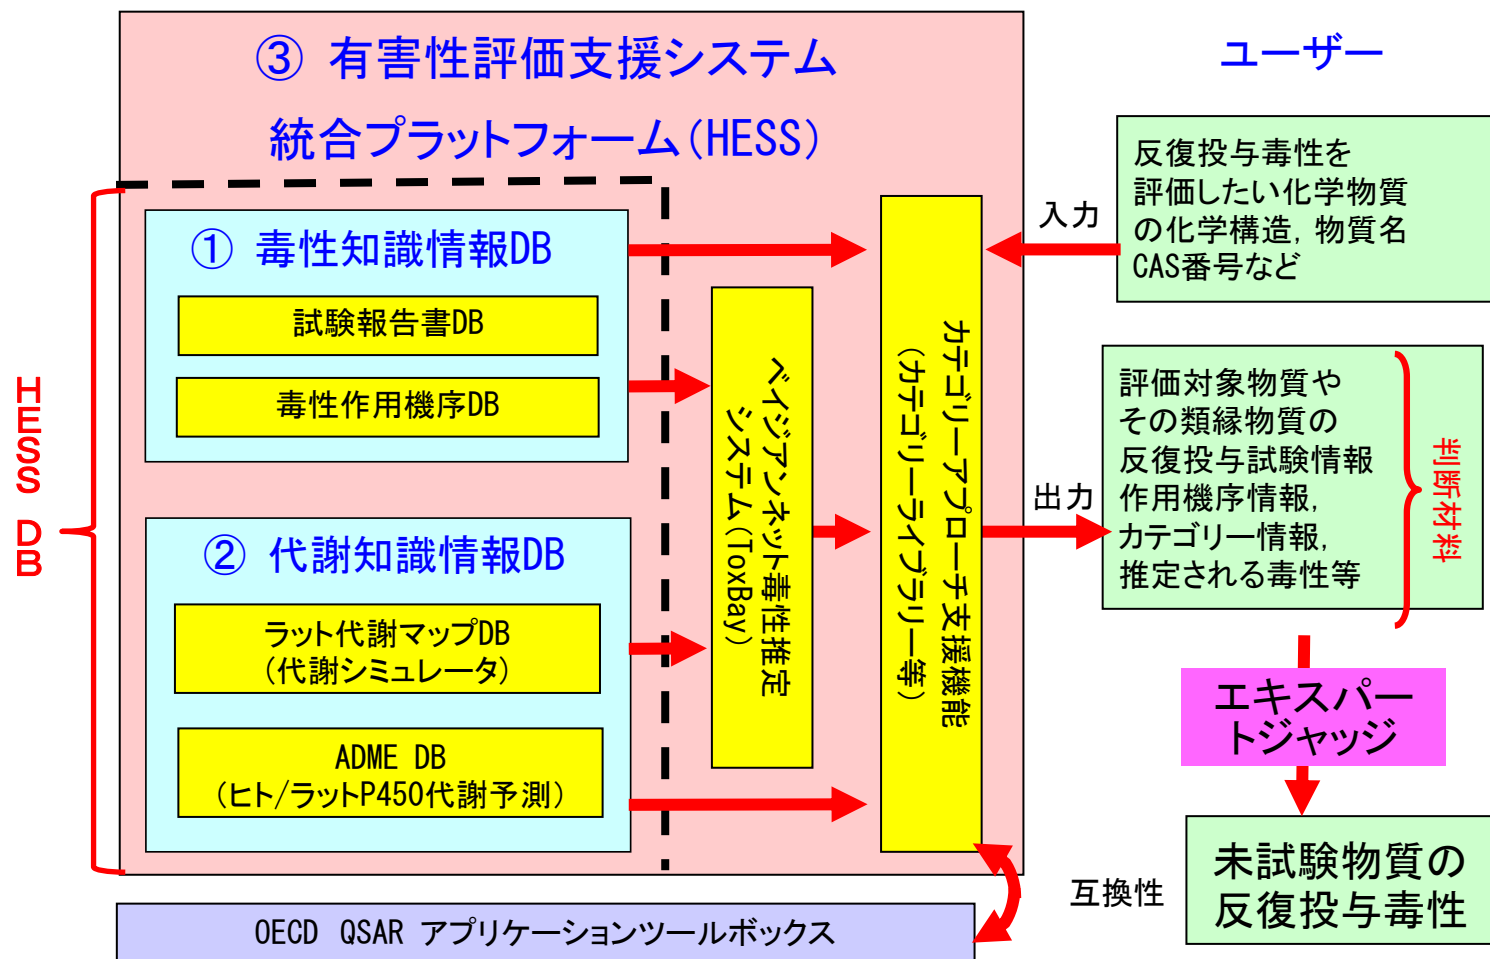 ③ 有害性評価支援システム
統合プラットフォーム(HESS)
ユーザー
HESS DB
① 毒性知識情報DB
試験報告書DB
毒性作用機序DB
② 代謝知識情報DB
ラット代謝マップDB
(代謝シミュレータ)
ADME DB
(ヒト/ラットP450代謝予測)
ベイジアンネット毒性推定
システム(ToxBay)
カテゴリーアプローチ支援機能
(カテゴリーライブラリー等)
入力
反復投与毒性を
評価したい化学物質
の化学構造, 物質名
CAS番号など
出力
評価対象物質や
その類縁物質の
反復投与試験情報
作用機序情報,
カテゴリー情報,
推定される毒性等
判断材料
エキスパー
トジャッジ
未試験物質の
反復投与毒性
互換性
OECD QSAR アプリケーションツールボックス